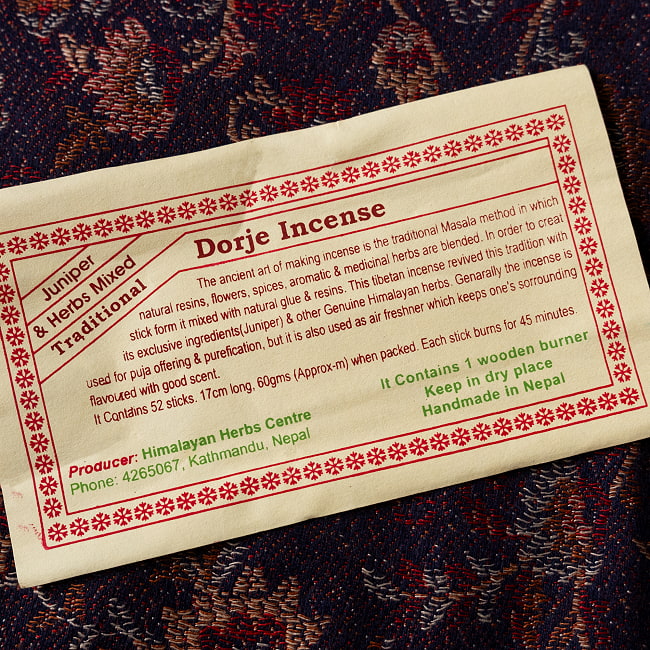 Juniper
& Herbs Mixed
Traditional
Dorje Incense
The ancient art of making incense is the traditional Masala method in which
natural resins, flowers, spices, aromatic & medicinal herbs are blended. In order to creat
stick form it mixed with natural glue & resins. This tibetan incense revived this tradition with
its exclusive ingredients(Juniper) & other Genuine Himalayan herbs. Genarally the incense is
used for puja offering & purefication, but it is also used as air freshner which keeps one's sorrounding
flavoured with good scent.
It Contains 52 sticks. 17cm long. 60gms (Approx-m) when packed. Each stick burns for 45 minutes.
Producer: Himalayan Herbs Centre
Phone: 4265067, Kathmandu, Nepal
It Contains 1 wooden burner
Keep in dry place
Handmade in Nepal